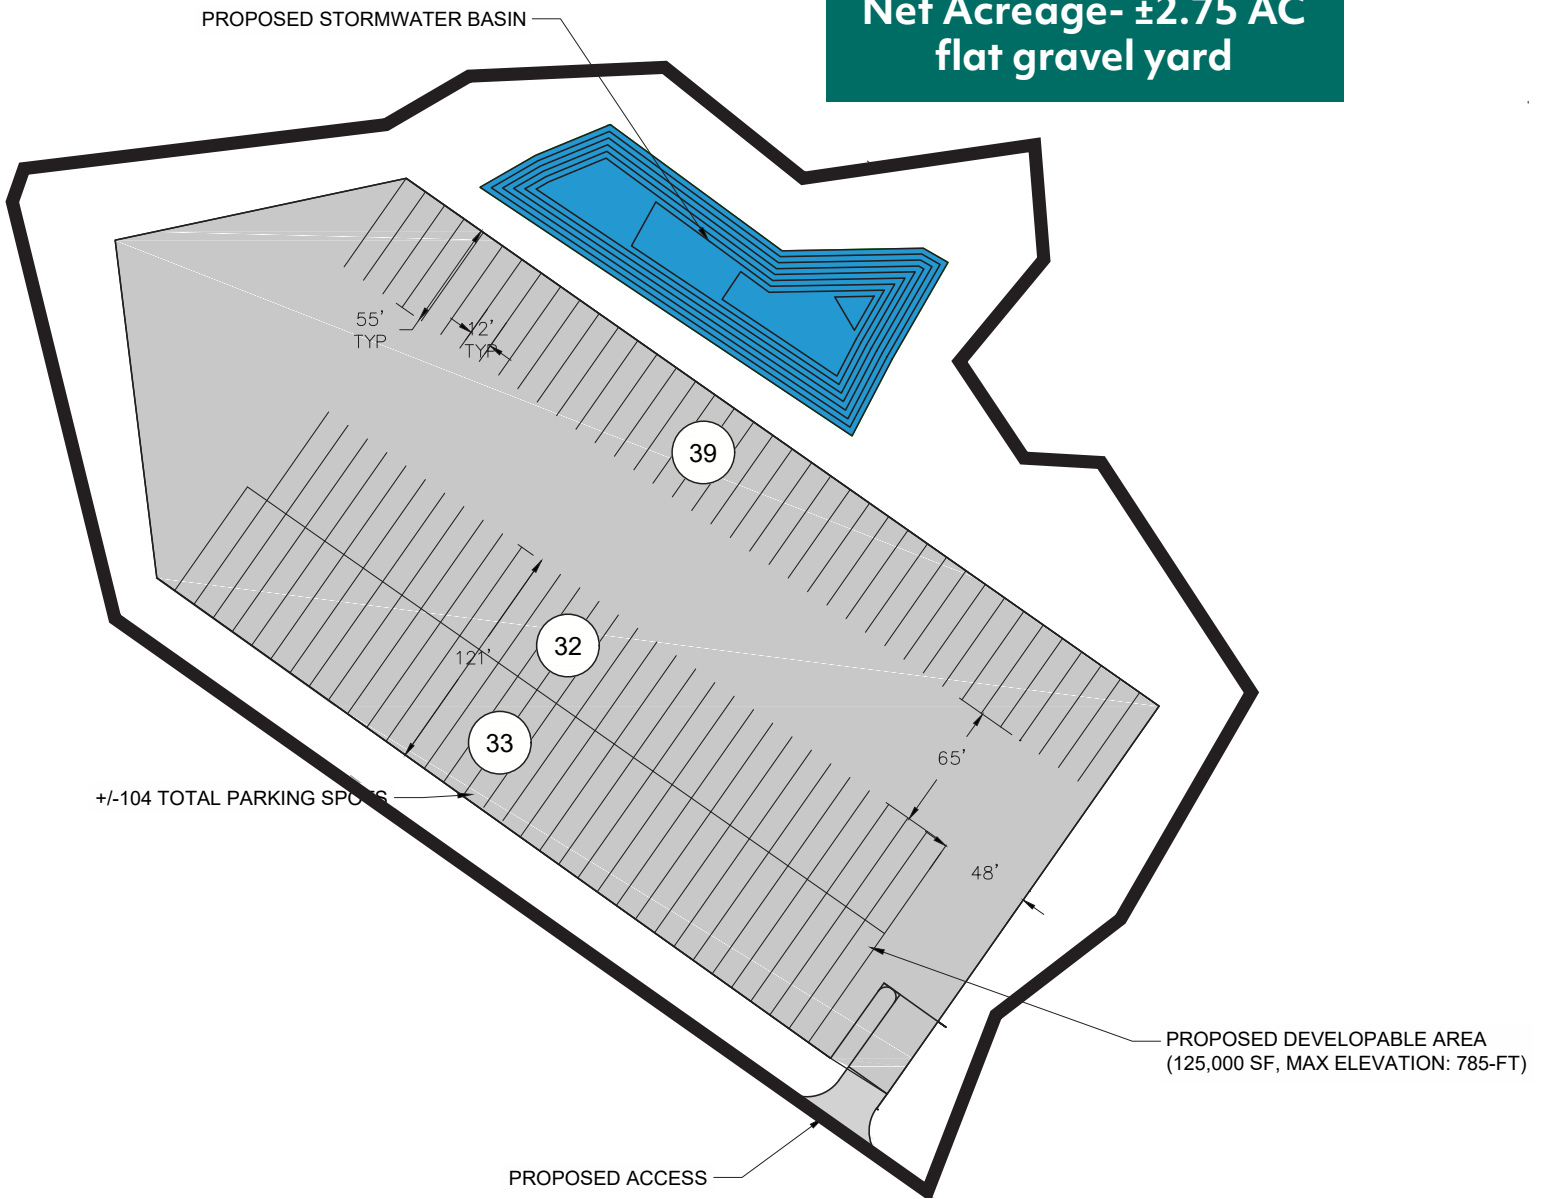 PROPOSED STORMWATER BASIN
Net Acreage- ±2.75 AC
flat gravel yard
55'
TYP
12'
TYP
39
32
121'
33
65'
+/-104 TOTAL PARKING SPOTS
48'
PROPOSED DEVELOPABLE AREA
(125,000 SF, MAX ELEVATION: 785-FT)
PROPOSED ACCESS